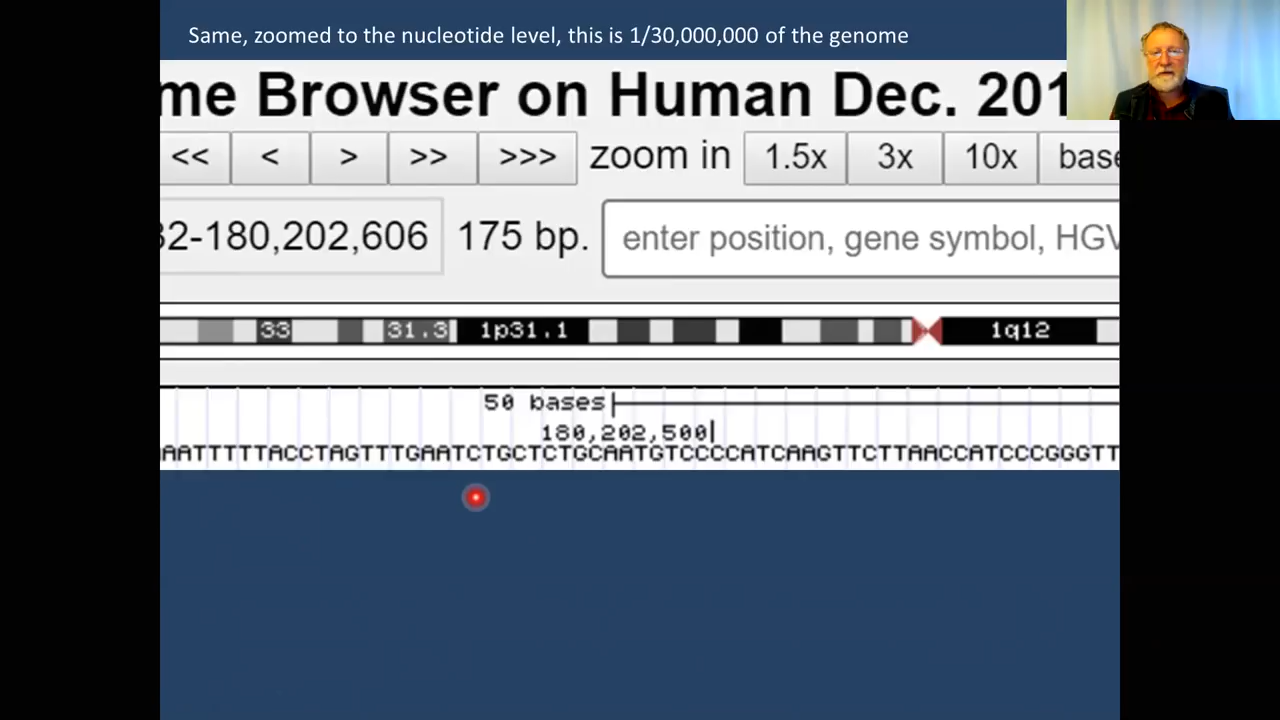 Same, zoomed to the nucleotide level, this is 1/30,000,000 of the genome
me Browser on Human Dec. 201
<< < > >> >>> zoom in 1.5x 3x 10x base
32-180,202,606 175 bp. enter position, gene symbol, HGV
33 31.3 1p31.1 1q12
50 bases
180,202,500
AATTTTTACCTAGTTTGAATCTGCTCTGCAATGTCCCCATCAAGTTCTTAACCATCCCGGGTT